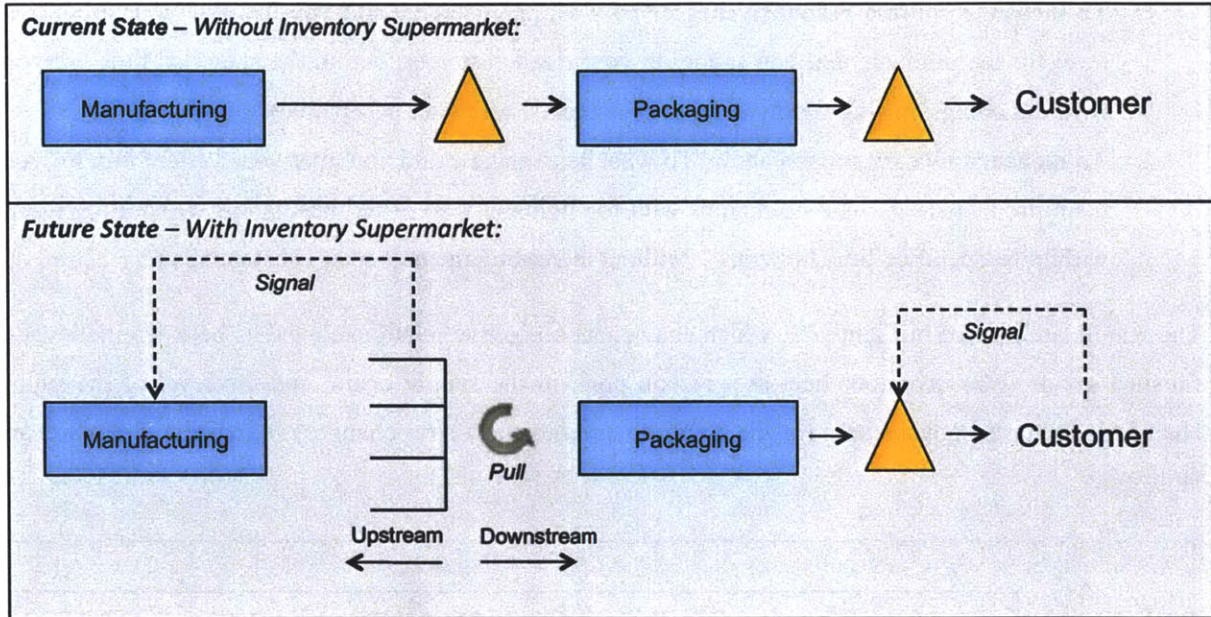 Current State – Without Inventory Supermarket:
Manufacturing
Packaging
Customer
Future State – With Inventory Supermarket:
Signal
Signal
Manufacturing
Pull
Packaging
Customer
Upstream
Downstream